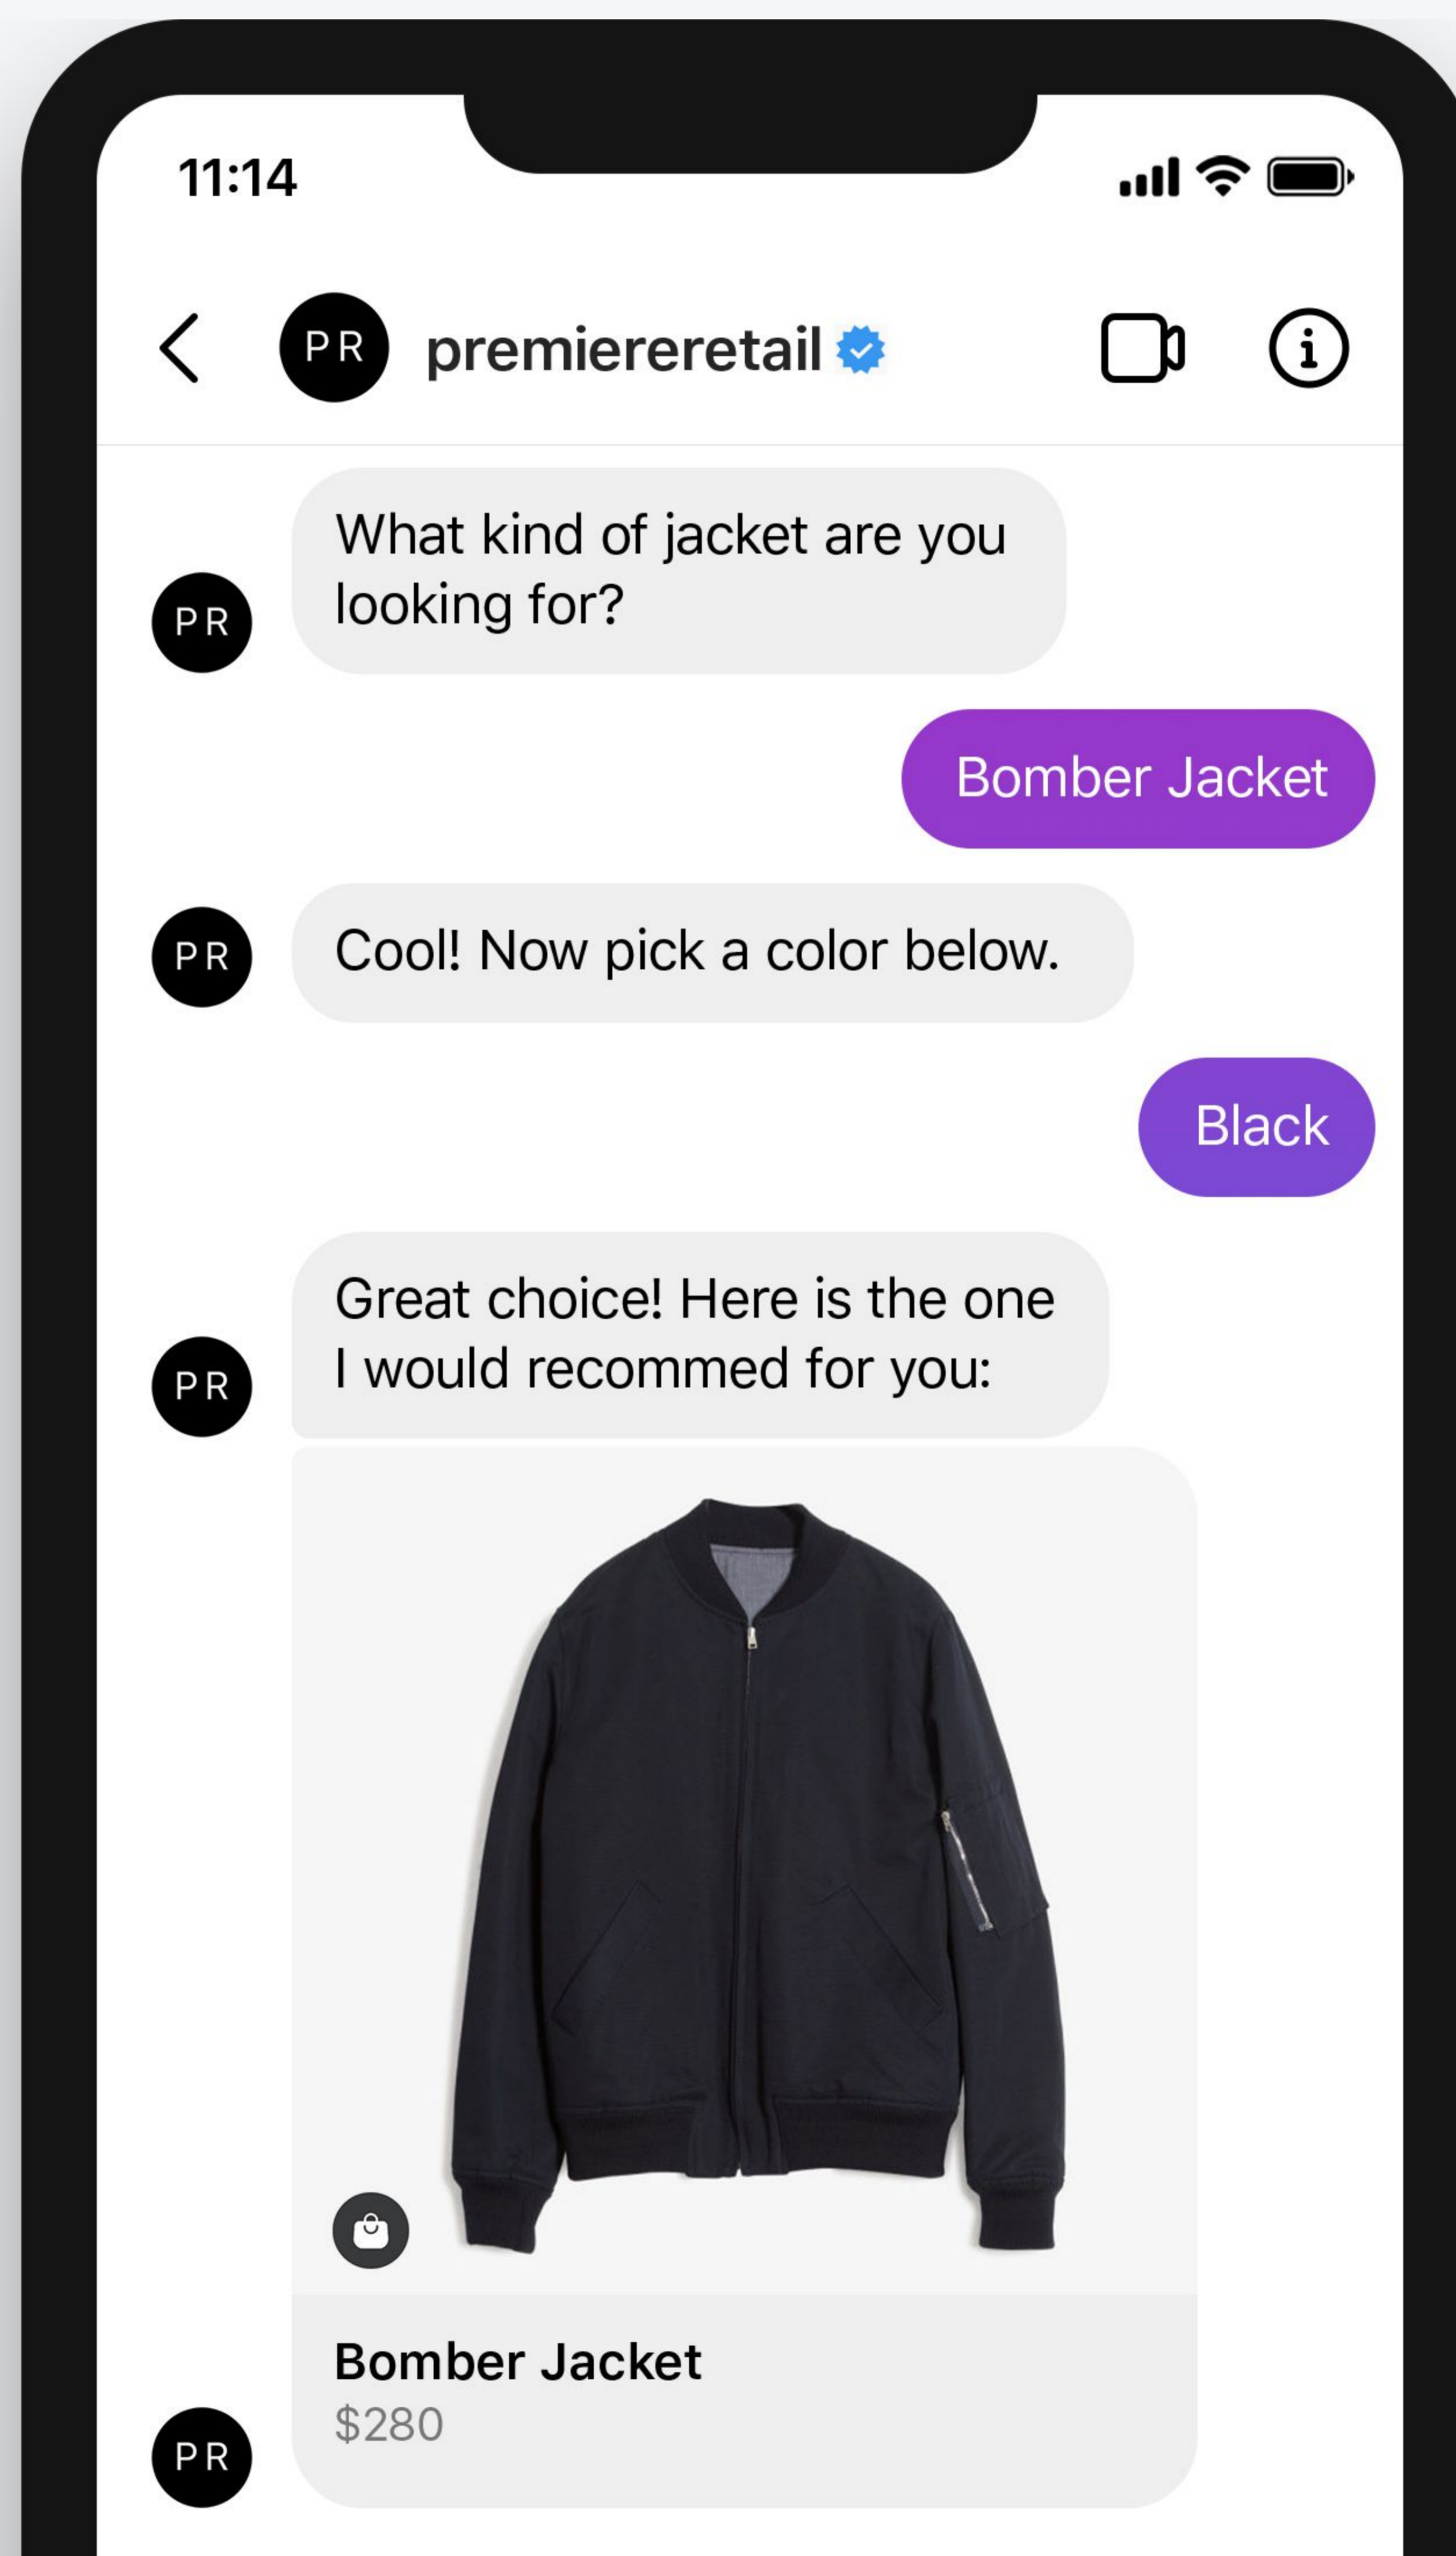 11:14
PR
premiereretail
What kind of jacket are you
looking for?
PR
Bomber Jacket
Cool! Now pick a color below.
PR
Black
Great choice! Here is the one
I would recommed for you:
PR
Bomber Jacket
$280
PR